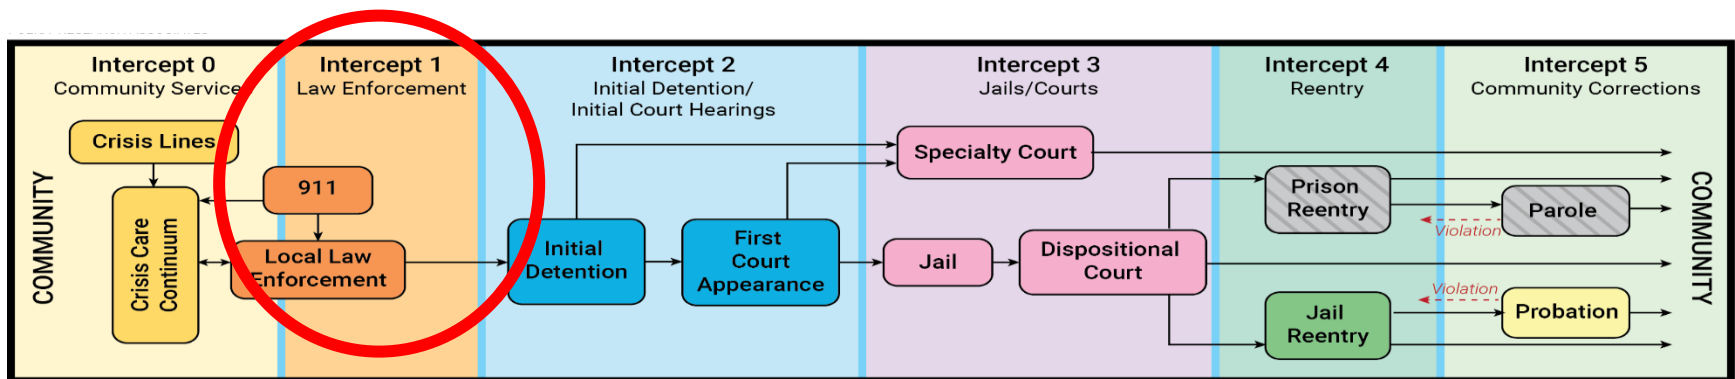 Intercept 0
Community Service
Intercept 1
Law Enforcement
Intercept 2
Initial Detention/
Initial Court Hearings
Intercept 3
Jails/Courts
Intercept 4
Reentry
Intercept 5
Community Corrections
COMMUNITY
Crisis Lines
Crisis Care
Continuum
911
Local Law
Enforcement
Initial
Detention
First
Court
Appearance
Specialty Court
Jail
Dispositional
Court
Prison
Reentry
Violation
Parole
Jail
Reentry
Violation
Probation
COMMUNITY